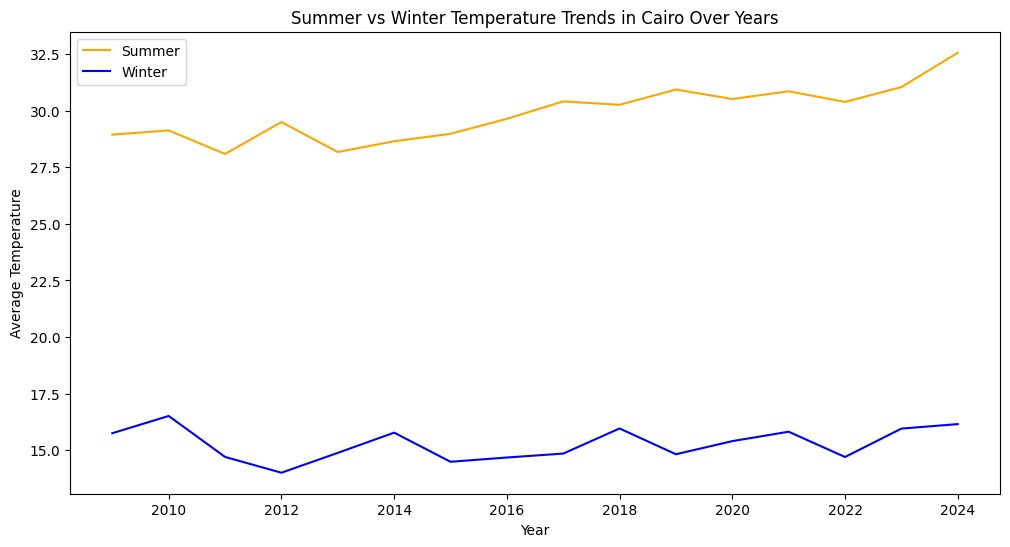 Summer vs Winter Temperature Trends in Cairo Over Years
Summer
Winter
32.5
30.0
27.5
25.0
22.5
20.0
17.5
15.0
Average Temperature
2010 2012 2014 2016 2018 2020 2022 2024
Year